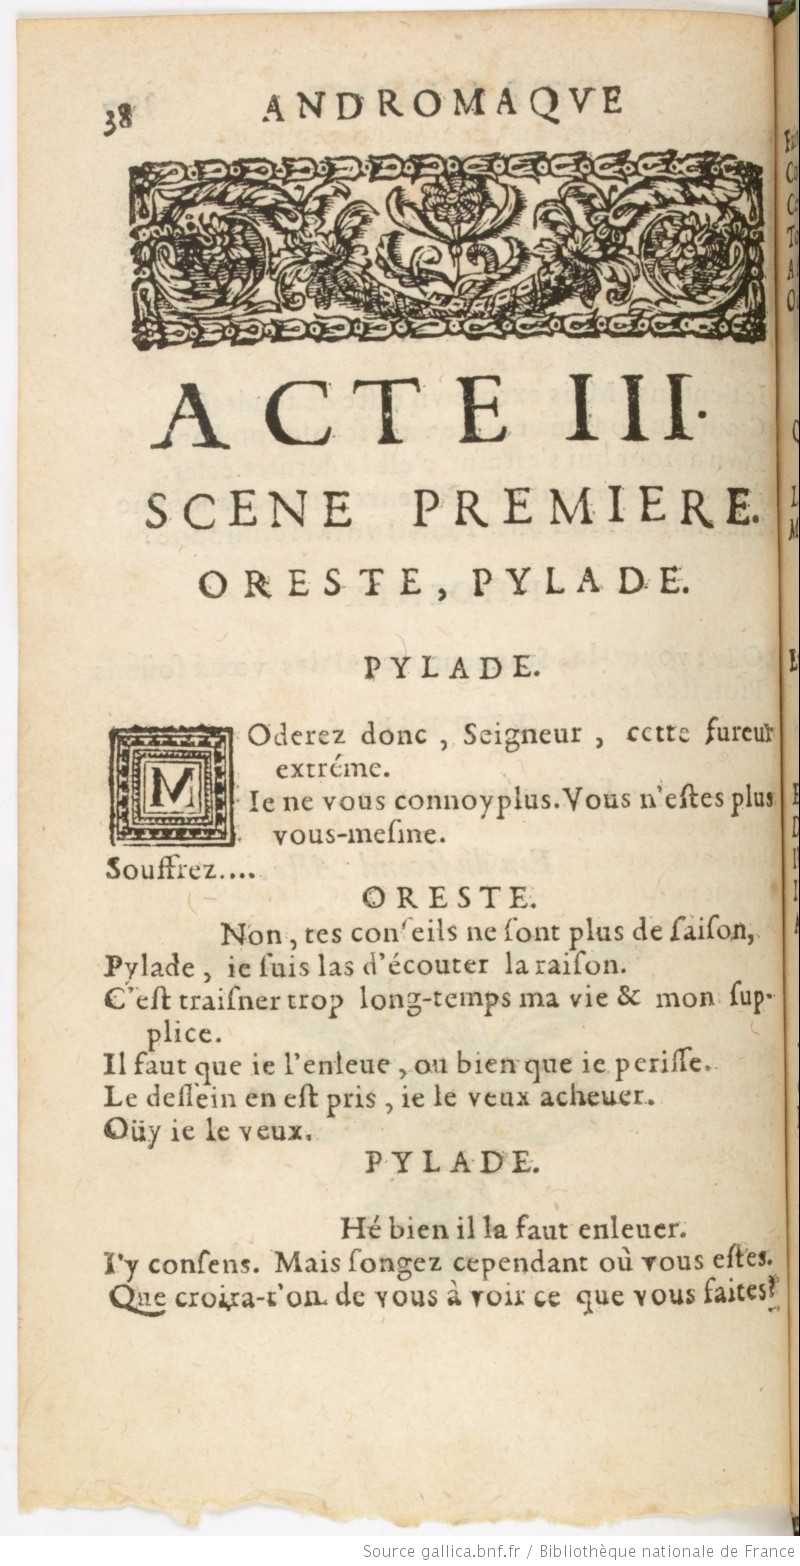 38 ANDROMAQVE
ACTE III.
SCENE PREMIERE.
ORESTE, PYLADE.
PYLADE.
MOderez donc, Seigneur, cette fureur
extréme.
Ie ne vous connoy plus. Vous n'eſtes plus
vous-meſme.
Souffrez....
ORESTE.
Non, tes conſeils ne ſont plus de ſaiſon,
Pylade, ie ſuis las d'écouter la raiſon.
C'eſt traiſner trop long-temps ma vie & mon ſup-
plice.
Il faut que ie l'enleue, ou bien que ie periſſe.
Le deſſein en eſt pris, ie le veux acheuer.
Oüy ie le veux.
PYLADE.
Hé bien il la faut enleuer.
I'y conſens. Mais ſongez cependant où vous eſtes.
Que croira-t'on de vous à voir ce que vous faites?
Source gallica.bnf.fr / Bibliothèque nationale de France